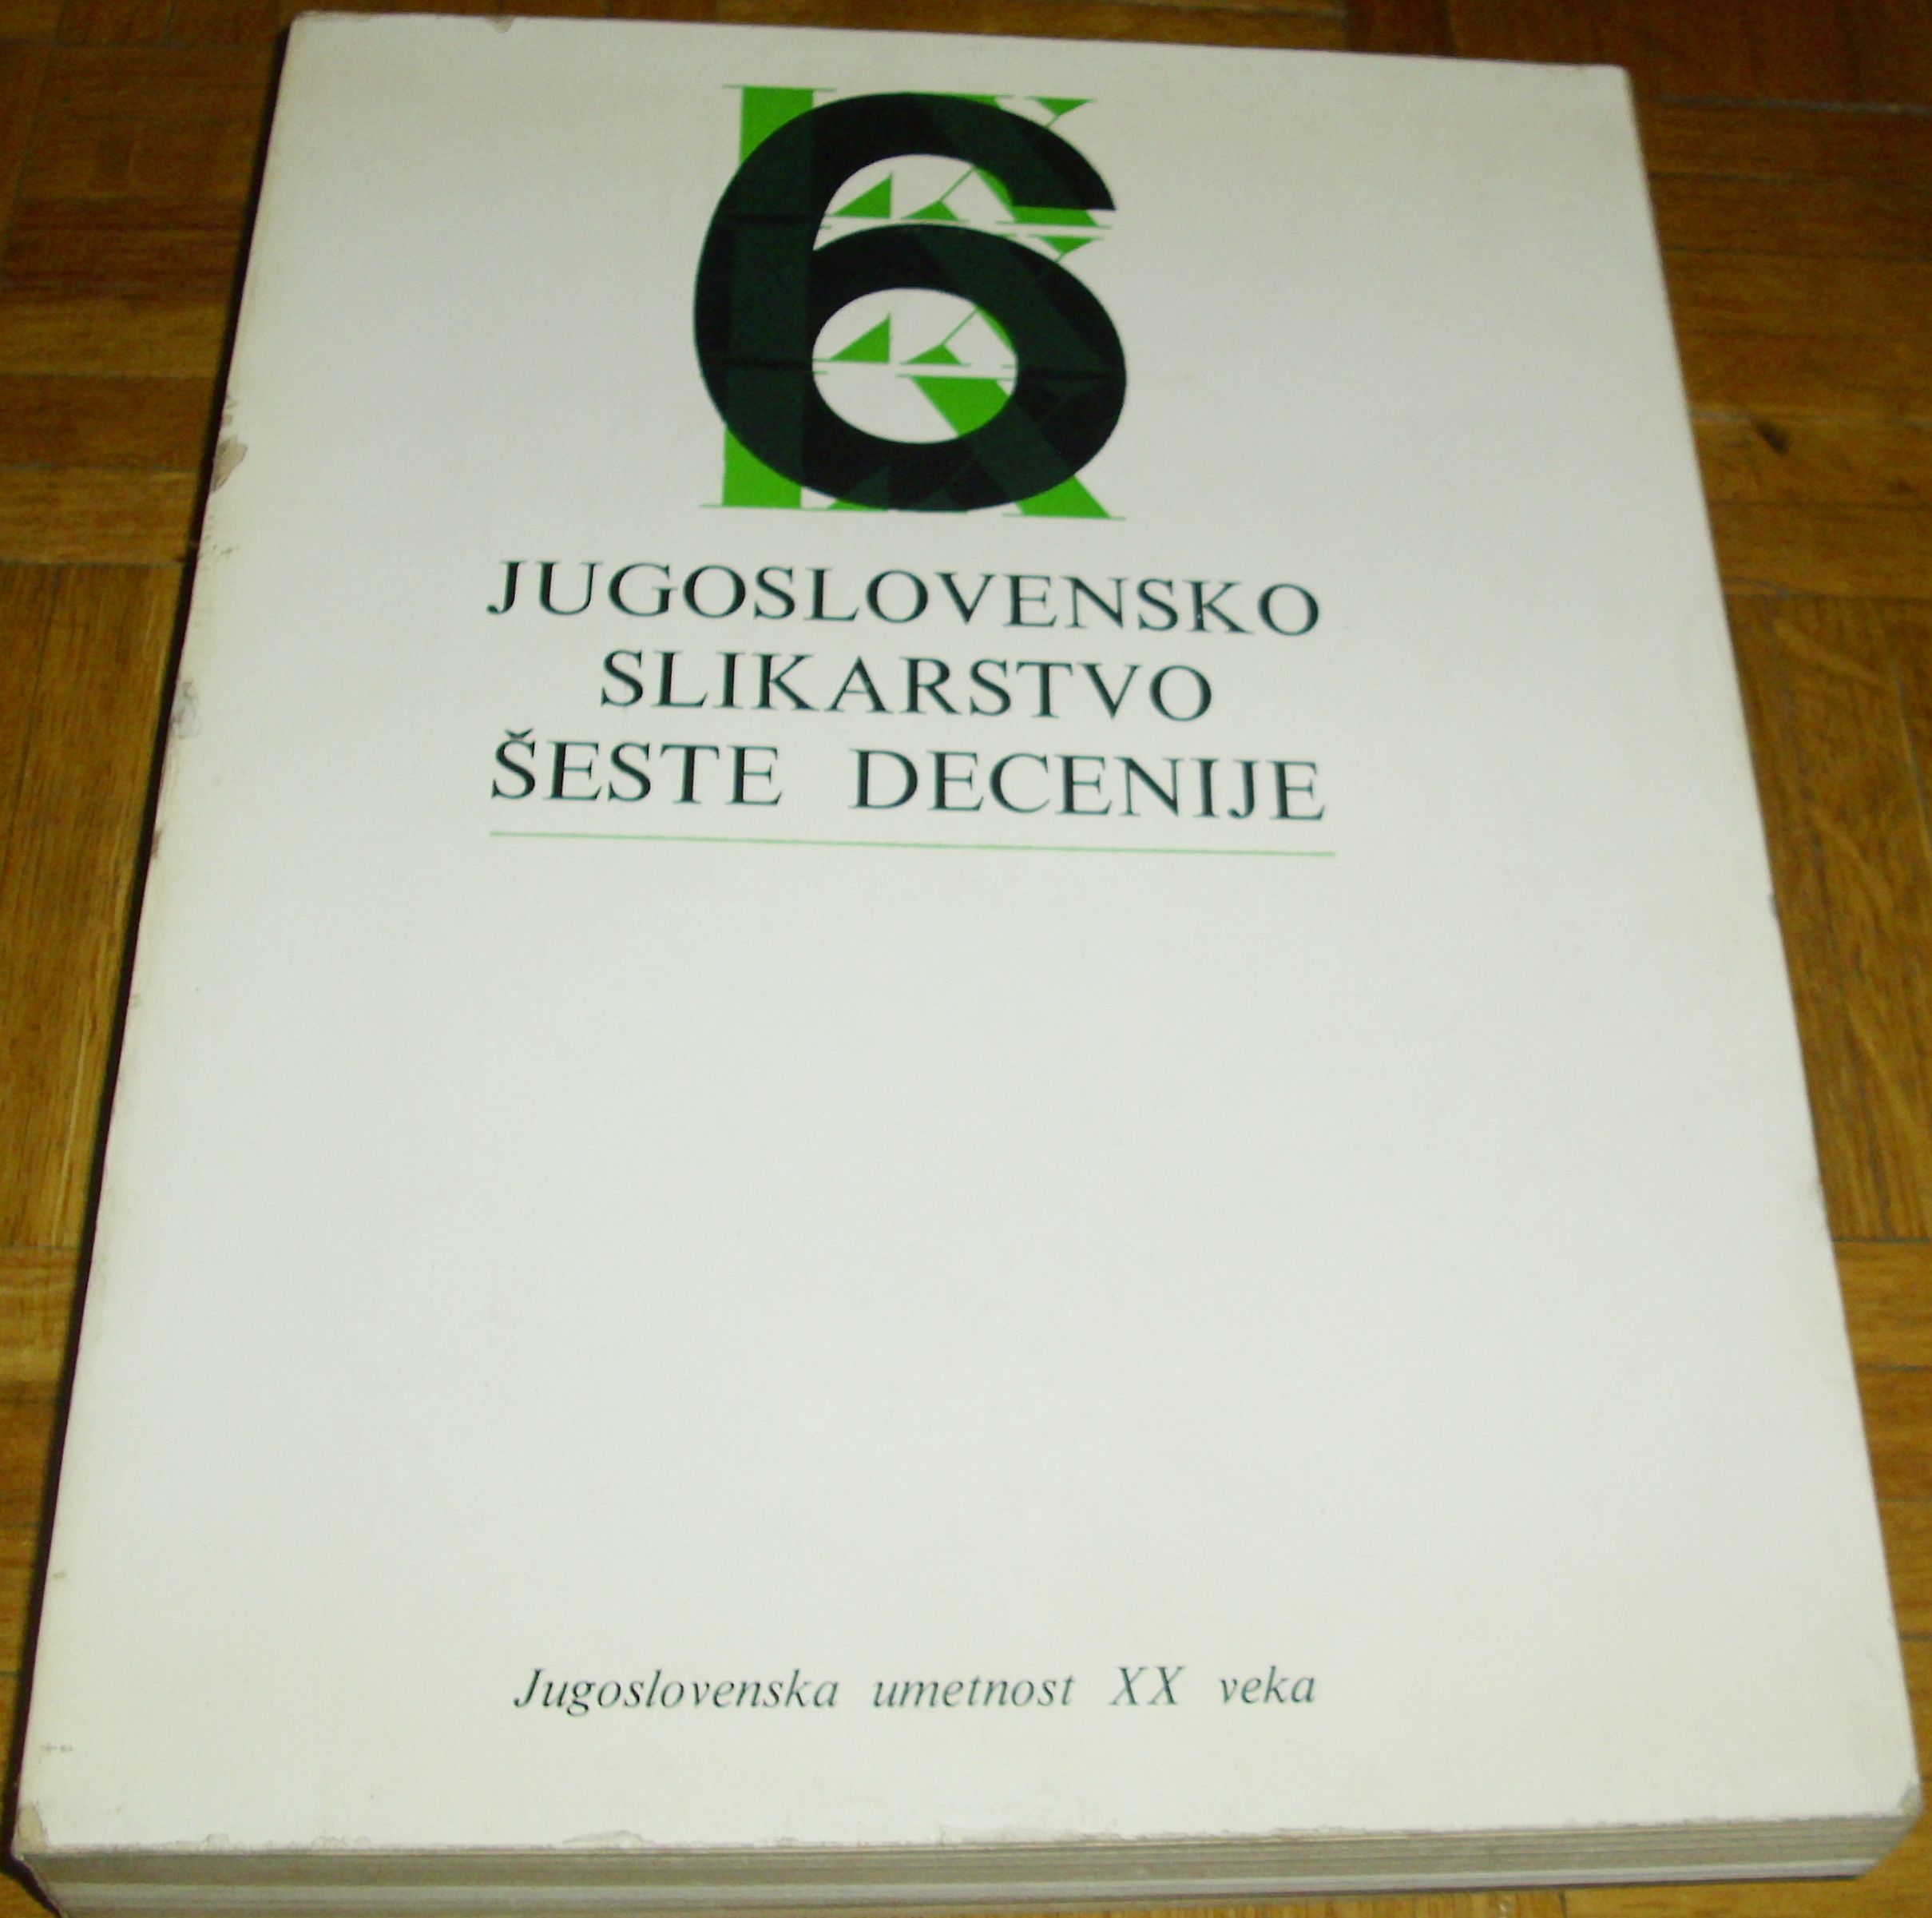 6
JUGOSLOVENSKO
SLIKARSTVO
ŠESTE DECENIJE
Jugoslovenska umetnost XX veka